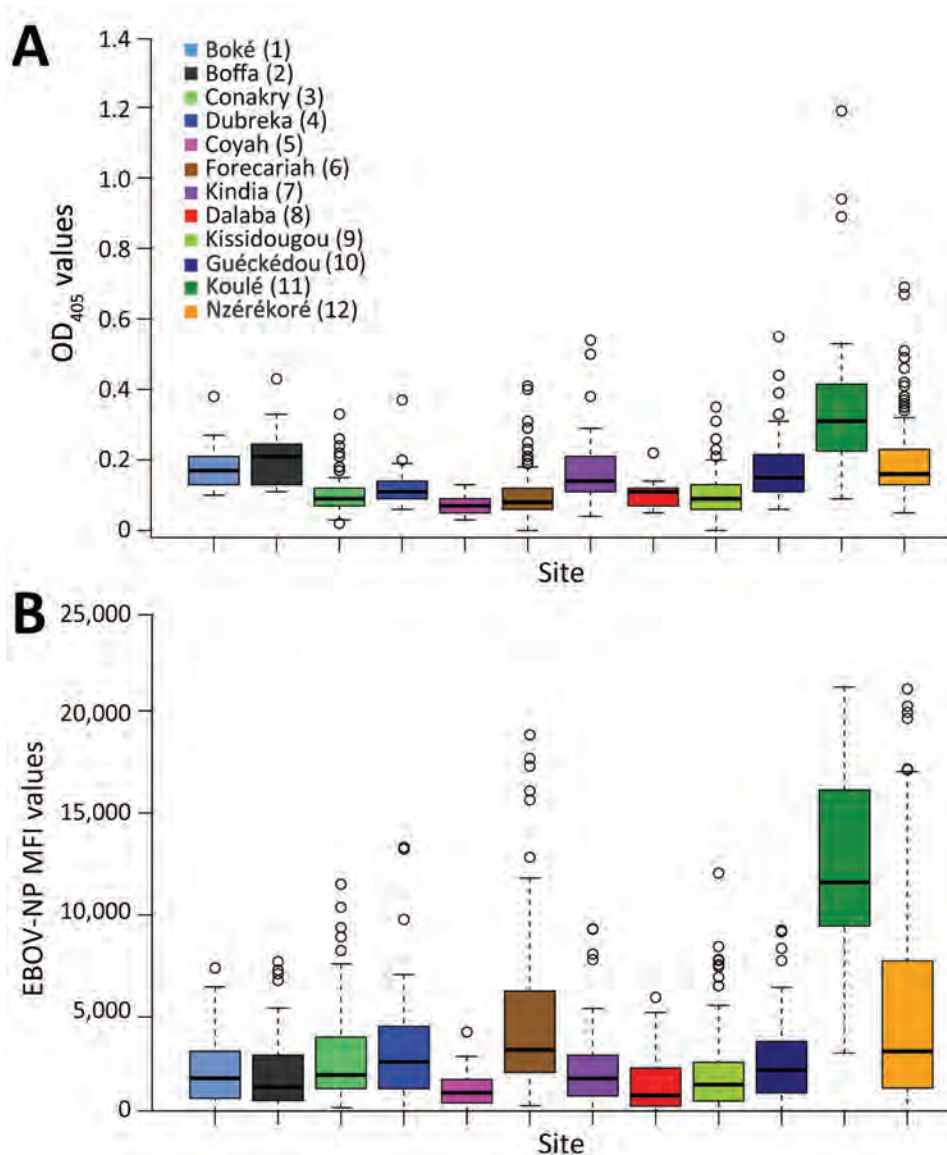 A
1.4
1.2
1.0
0.8
0.6
0.4
0.2
0
OD405 values
Boké (1)
Boffa (2)
Conakry (3)
Dubreka (4)
Coyah (5)
Forecariah (6)
Kindia (7)
Dalaba (8)
Kissidougou (9)
Guéckédou (10)
Koulé (11)
Nzérékoré (12)
Site
B
25,000
20,000
15,000
10,000
5,000
0
EBOV-NP MFI values
Site